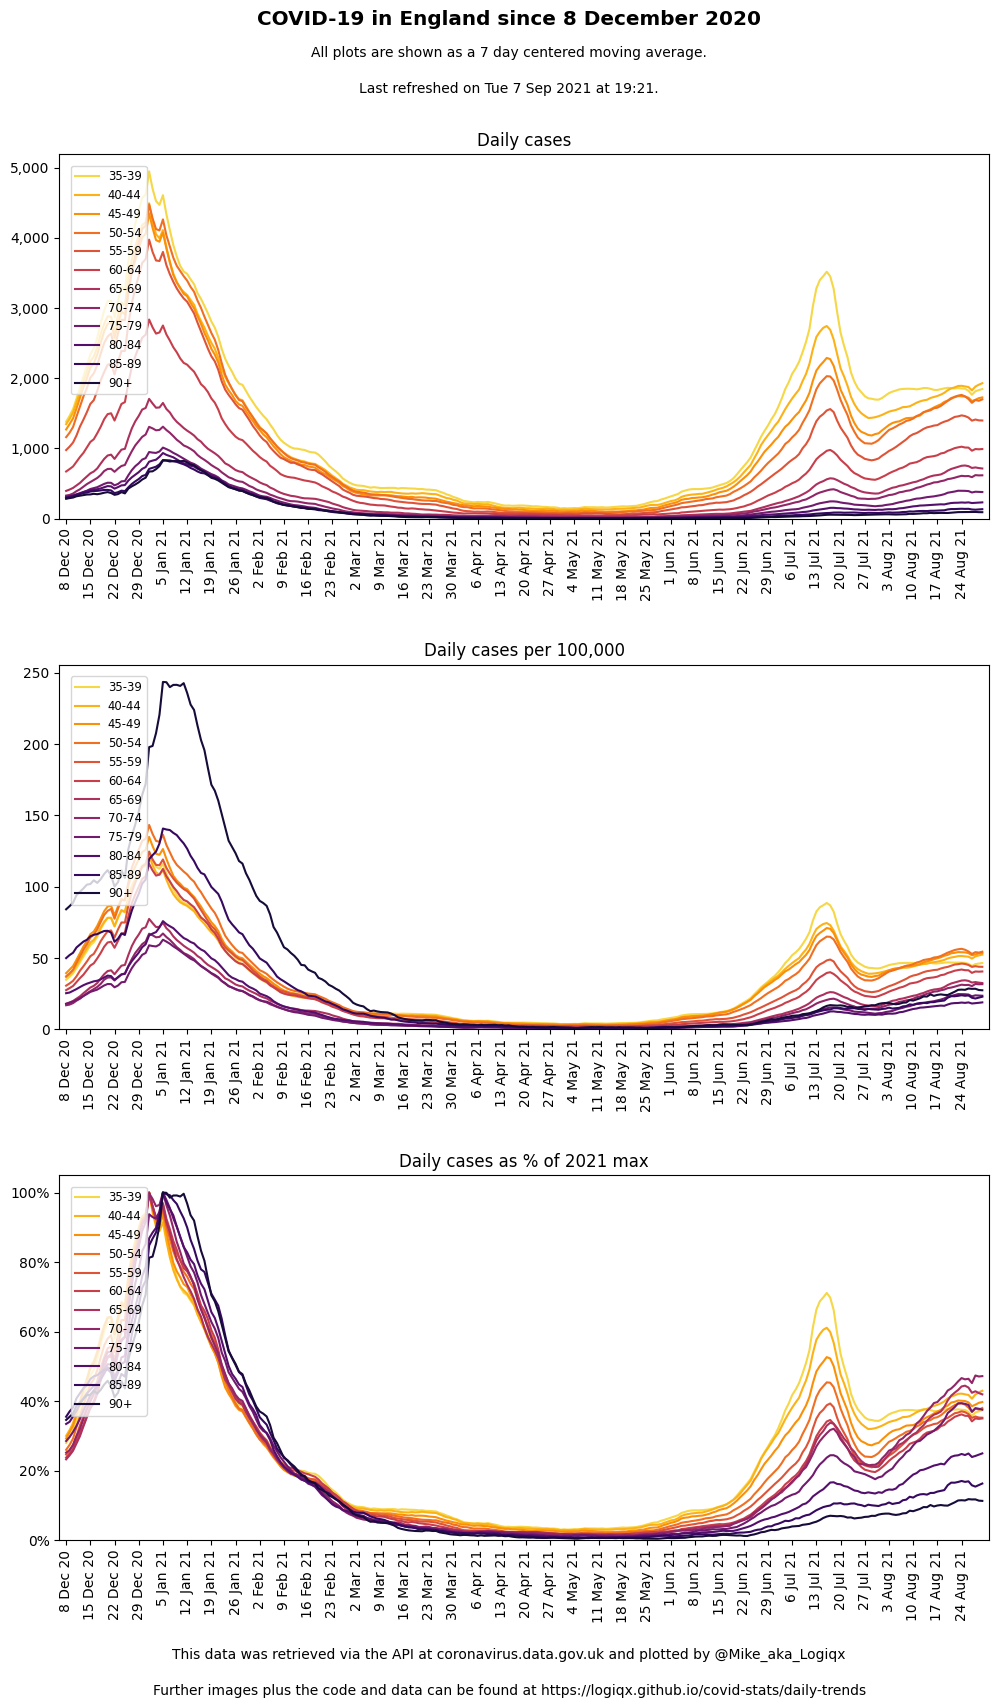 COVID-19 in England since 8 December 2020
All plots are shown as a 7 day centered moving average.
Last refreshed on Tue 7 Sep 2021 at 19:21.
Daily cases
5,000
4,000
3,000
2,000
1,000
0
35-39
40-44
45-49
50-54
55-59
60-64
65-69
70-74
75-79
80-84
85-89
90+
8 Dec 20
15 Dec 20
22 Dec 20
29 Dec 20
5 Jan 21
12 Jan 21
19 Jan 21
26 Jan 21
2 Feb 21
9 Feb 21
16 Feb 21
23 Feb 21
2 Mar 21
9 Mar 21
16 Mar 21
23 Mar 21
30 Mar 21
6 Apr 21
13 Apr 21
20 Apr 21
27 Apr 21
4 May 21
11 May 21
18 May 21
25 May 21
1 Jun 21
8 Jun 21
15 Jun 21
22 Jun 21
29 Jun 21
6 Jul 21
13 Jul 21
20 Jul 21
27 Jul 21
3 Aug 21
10 Aug 21
17 Aug 21
24 Aug 21
Daily cases per 100,000
250
200
150
100
50
0
35-39
40-44
45-49
50-54
55-59
60-64
65-69
70-74
75-79
80-84
85-89
90+
8 Dec 20
15 Dec 20
22 Dec 20
29 Dec 20
5 Jan 21
12 Jan 21
19 Jan 21
26 Jan 21
2 Feb 21
9 Feb 21
16 Feb 21
23 Feb 21
2 Mar 21
9 Mar 21
16 Mar 21
23 Mar 21
30 Mar 21
6 Apr 21
13 Apr 21
20 Apr 21
27 Apr 21
4 May 21
11 May 21
18 May 21
25 May 21
1 Jun 21
8 Jun 21
15 Jun 21
22 Jun 21
29 Jun 21
6 Jul 21
13 Jul 21
20 Jul 21
27 Jul 21
3 Aug 21
10 Aug 21
17 Aug 21
24 Aug 21
Daily cases as % of 2021 max
100%
80%
60%
40%
20%
0%
35-39
40-44
45-49
50-54
55-59
60-64
65-69
70-74
75-79
80-84
85-89
90+
8 Dec 20
15 Dec 20
22 Dec 20
29 Dec 20
5 Jan 21
12 Jan 21
19 Jan 21
26 Jan 21
2 Feb 21
9 Feb 21
16 Feb 21
23 Feb 21
2 Mar 21
9 Mar 21
16 Mar 21
23 Mar 21
30 Mar 21
6 Apr 21
13 Apr 21
20 Apr 21
27 Apr 21
4 May 21
11 May 21
18 May 21
25 May 21
1 Jun 21
8 Jun 21
15 Jun 21
22 Jun 21
29 Jun 21
6 Jul 21
13 Jul 21
20 Jul 21
27 Jul 21
3 Aug 21
10 Aug 21
17 Aug 21
24 Aug 21
This data was retrieved via the API at coronavirus.data.gov.uk and plotted by @Mike_aka_Logiqx
Further images plus the code and data can be found at https://logiqx.github.io/covid-stats/daily-trends